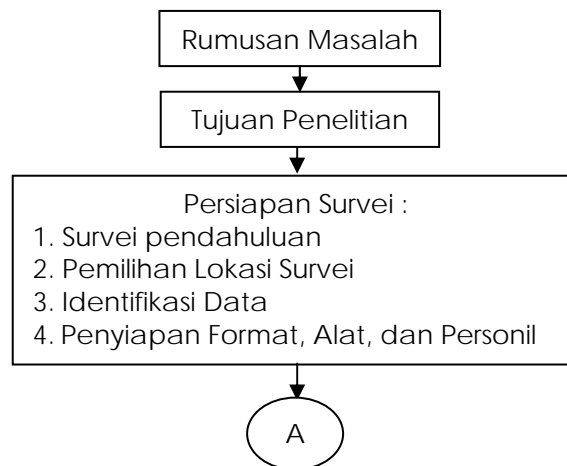 Rumusan Masalah
Tujuan Penelitian
Persiapan Survei :
1. Survei pendahuluan
2. Pemilihan Lokasi Survei
3. Identifikasi Data
4. Penyiapan Format, Alat, dan Personil
A